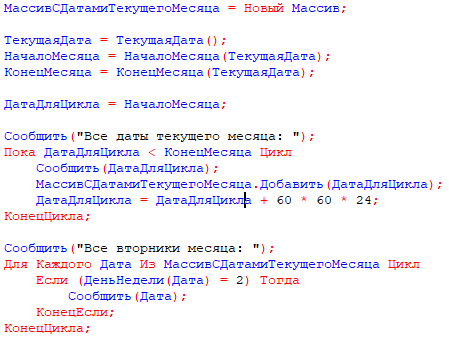 МассивСДатамиТекущегоМесяца = Новый Массив;
ТекущаяДата = ТекущаяДата();
НачалоМесяца = НачалоМесяца(ТекущаяДата);
КонецМесяца = КонецМесяца(ТекущаяДата);
ДатаДляЦикла = НачалоМесяца;
Сообщить("Все даты текущего месяца: ");
Пока ДатаДляЦикла < КонецМесяца Цикл
Сообщить(ДатаДляЦикла);
МассивСДатамиТекущегоМесяца.Добавить(ДатаДляЦикла);
ДатаДляЦикла = ДатаДляЦикла + 60 * 60 * 24;
КонецЦикла;
Сообщить("Все вторники месяца: ");
Для Каждого Дата Из МассивСДатамиТекущегоМесяца Цикл
Если (ДеньНедели(Дата) = 2) Тогда
Сообщить(Дата);
КонецЕсли;
КонецЦикла;